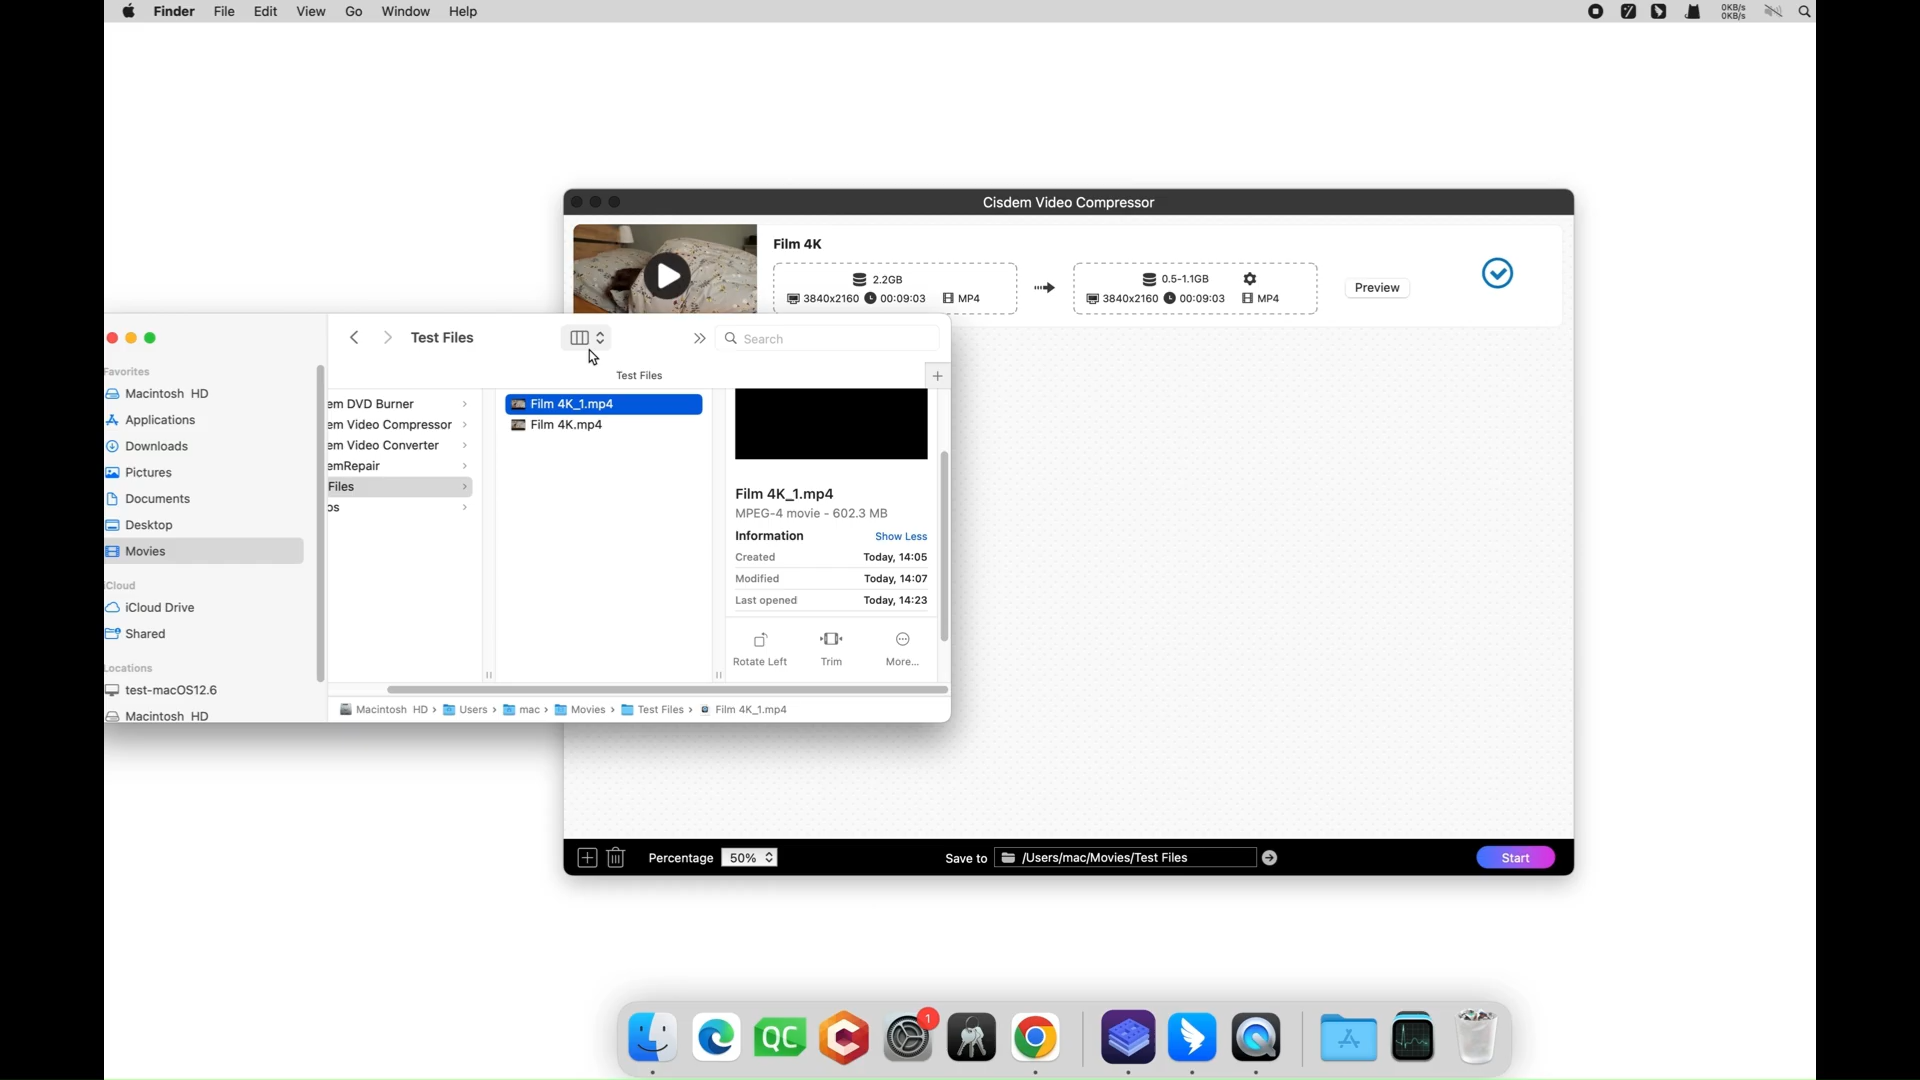 Finder File Edit View Go Window Help
0KB/s
0KB/s
Cisdem Video Compressor
Film 4K
2.2GB
3840x2160 00:09:03 MP4
0.5-1.1GB
3840x2160 00:09:03 MP4
Preview
Test Files
Search
Test Files
Favorites
Macintosh HD
Applications
Downloads
Pictures
Documents
Desktop
Movies
iCloud
iCloud Drive
Shared
Locations
test-macOS12.6
Macintosh HD
em DVD Burner
em Video Compressor
em Video Converter
emRepair
Files
os
Film 4K_1.mp4
Film 4K.mp4
Film 4K_1.mp4
MPEG-4 movie - 602.3 MB
Information Show Less
Created Today, 14:05
Modified Today, 14:07
Last opened Today, 14:23
Rotate Left Trim More...
Macintosh HD › Users › mac › Movies › Test Files › Film 4K_1.mp4
Percentage 50% Save to /Users/mac/Movies/Test Files Start
QC
1